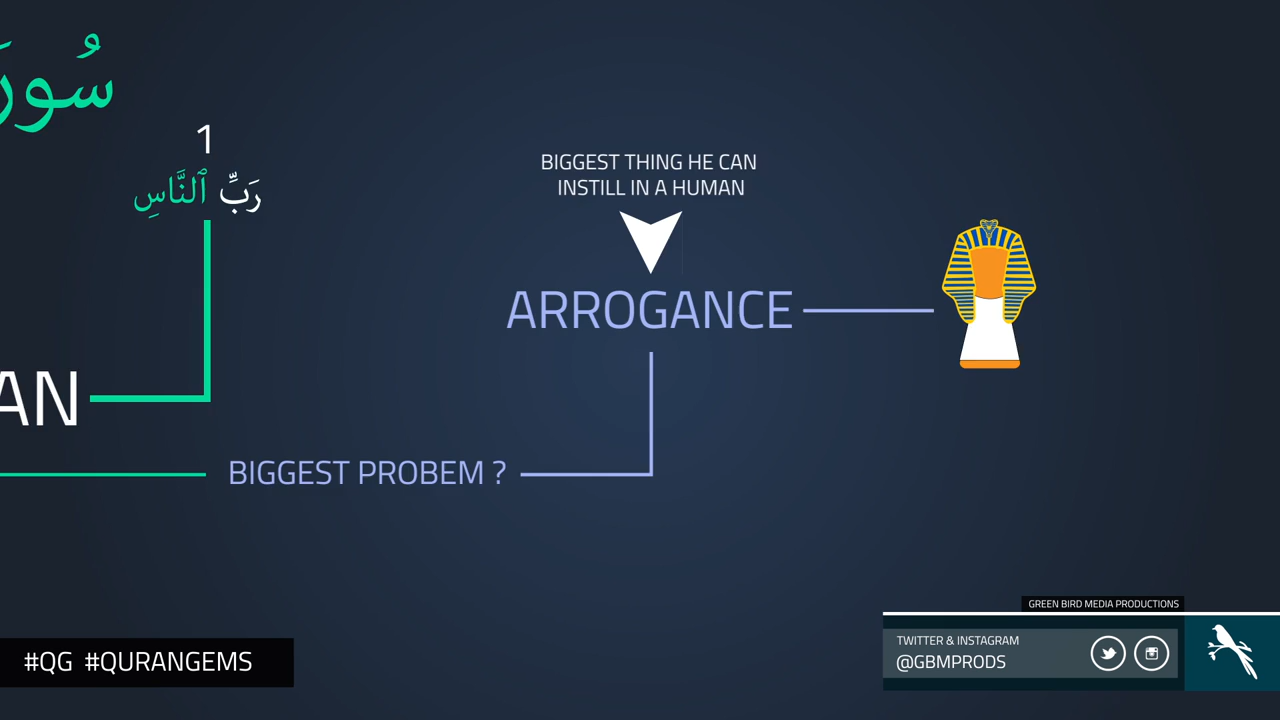 سُورَ
1
رَبِّ ٱلنَّاسِ
BIGGEST THING HE CAN
INSTILL IN A HUMAN
ARROGANCE
AN
BIGGEST PROBEM ?
GREEN BIRD MEDIA PRODUCTIONS
TWITTER & INSTAGRAM
@GBMPRODS
#QG #QURANGEMS